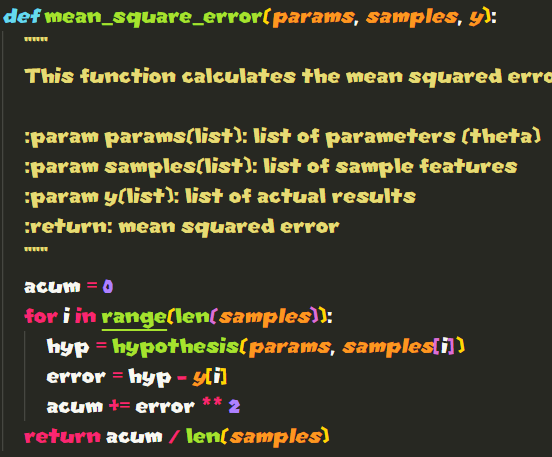 def mean_square_error(params, samples, y):
"""
This function calculates the mean squared erro
:param params(list): list of parameters (theta)
:param samples(list): list of sample features
:param y(list): list of actual results
:return: mean squared error
"""
acum = 0
for i in range(len(samples)):
hyp = hypothesis(params, samples[i])
error = hyp - y[i]
acum += error ** 2
return acum / len(samples)